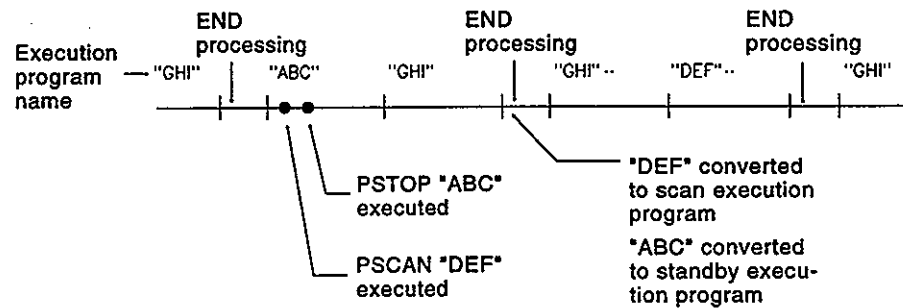 END
processing
END
processing
END
processing
Execution
program
name
"GHI"
"ABC"
"GHI"
"GHI"--
"DEF"--
"GHI"
PSTOP "ABC"
executed
PSCAN "DEF"
executed
"DEF" converted
to scan execution
program
"ABC" converted
to standby execu-
tion program